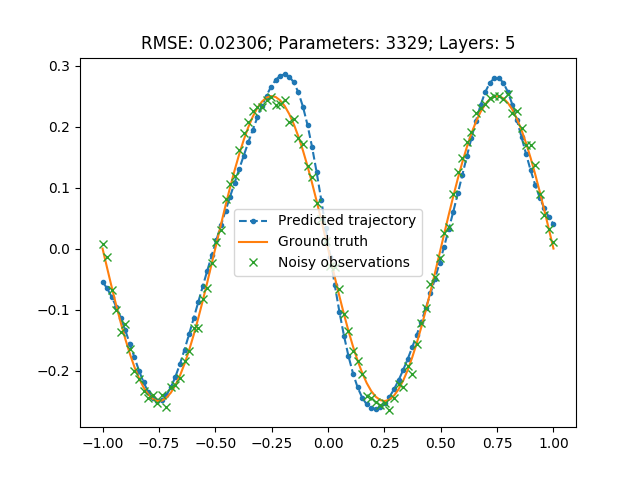 RMSE: 0.02306; Parameters: 3329; Layers: 5
0.3
0.2
0.1
0.0
−0.1
−0.2
Predicted trajectory
Ground truth
Noisy observations
−1.00 −0.75 −0.50 −0.25 0.00 0.25 0.50 0.75 1.00